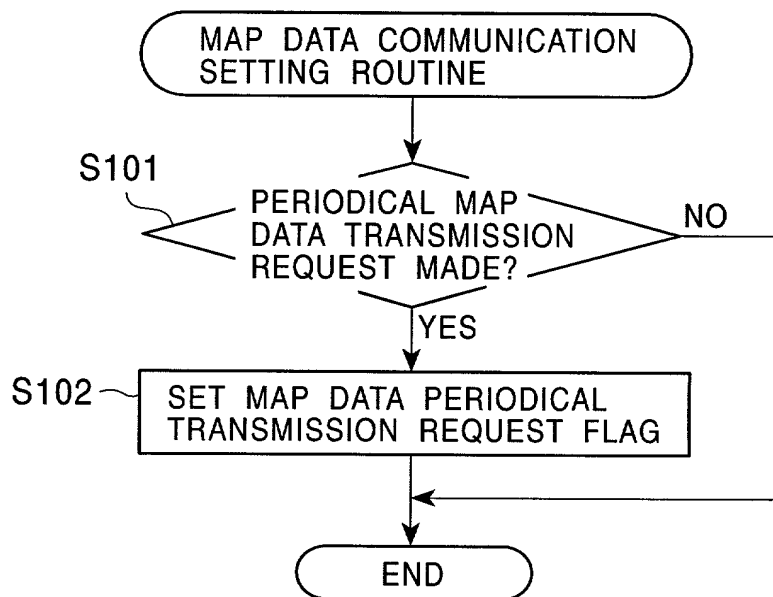 MAP DATA COMMUNICATION
SETTING ROUTINE
S101
PERIODICAL MAP
DATA TRANSMISSION
REQUEST MADE?
NO
YES
S102
SET MAP DATA PERIODICAL
TRANSMISSION REQUEST FLAG
END